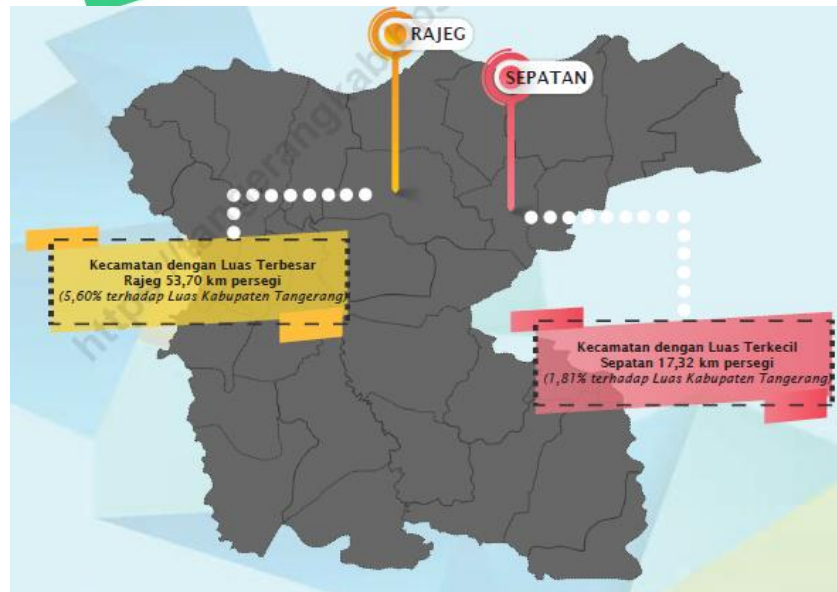 RAJEG
SEPATAN
Kecamatan dengan Luas Terbesar
Rajeg 53,70 km persegi
(5,60% terhadap Luas Kabupaten Tangerang)
Kecamatan dengan Luas Terkecil
Sepatan 17,32 km persegi
(1,81% terhadap Luas Kabupaten Tangerang)